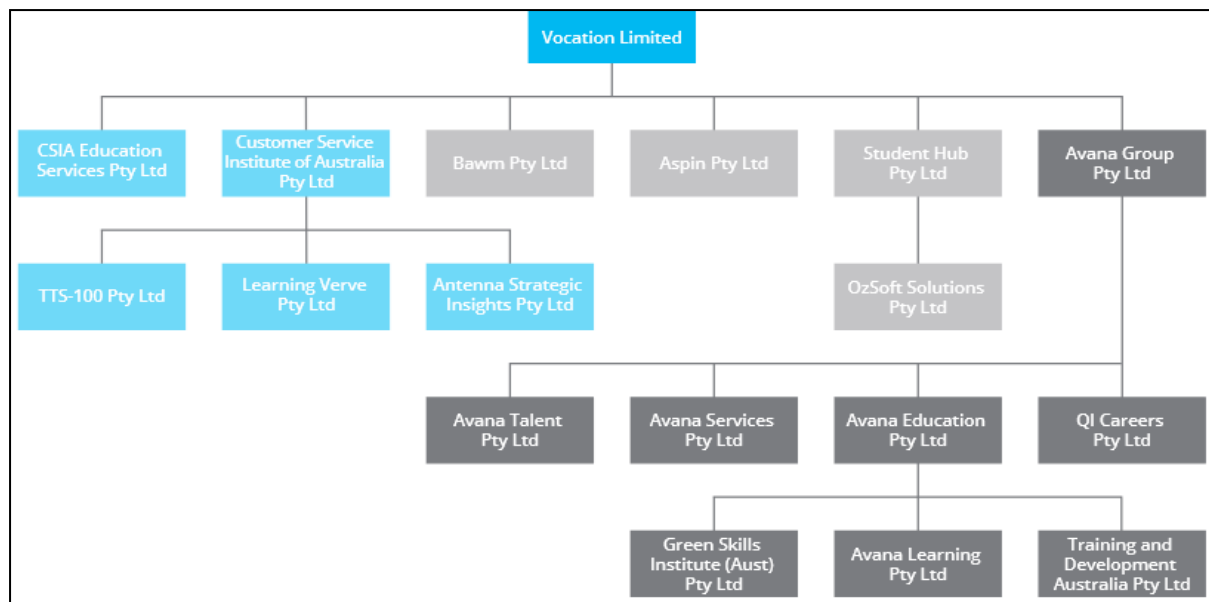 Vocation Limited
CSIA Education
Services Pty Ltd
Customer Service
Institute of Australia
Pty Ltd
Bawm Pty Ltd
Aspin Pty Ltd
Student Hub
Pty Ltd
Avana Group
Pty Ltd
TTS-100 Pty Ltd
Learning Verve
Pty Ltd
Antenna Strategic
Insights Pty Ltd
OzSoft Solutions
Pty Ltd
Avana Talent
Pty Ltd
Avana Services
Pty Ltd
Avana Education
Pty Ltd
QI Careers
Pty Ltd
Green Skills
Institute (Aust)
Pty Ltd
Avana Learning
Pty Ltd
Training and
Development
Australia Pty Ltd